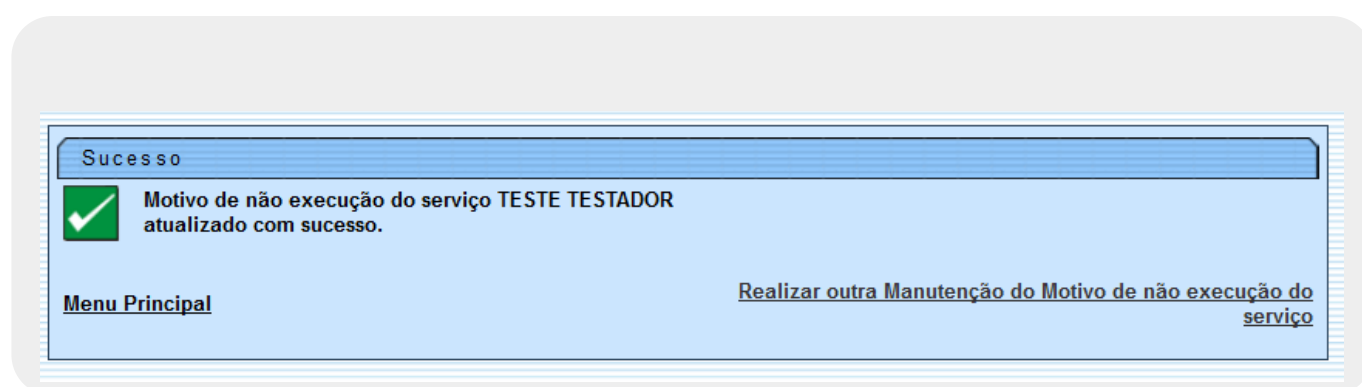 Sucesso
Motivo de não execução do serviço TESTE TESTADOR
atualizado com sucesso.
Menu Principal
Realizar outra Manutenção do Motivo de não execução do
serviço